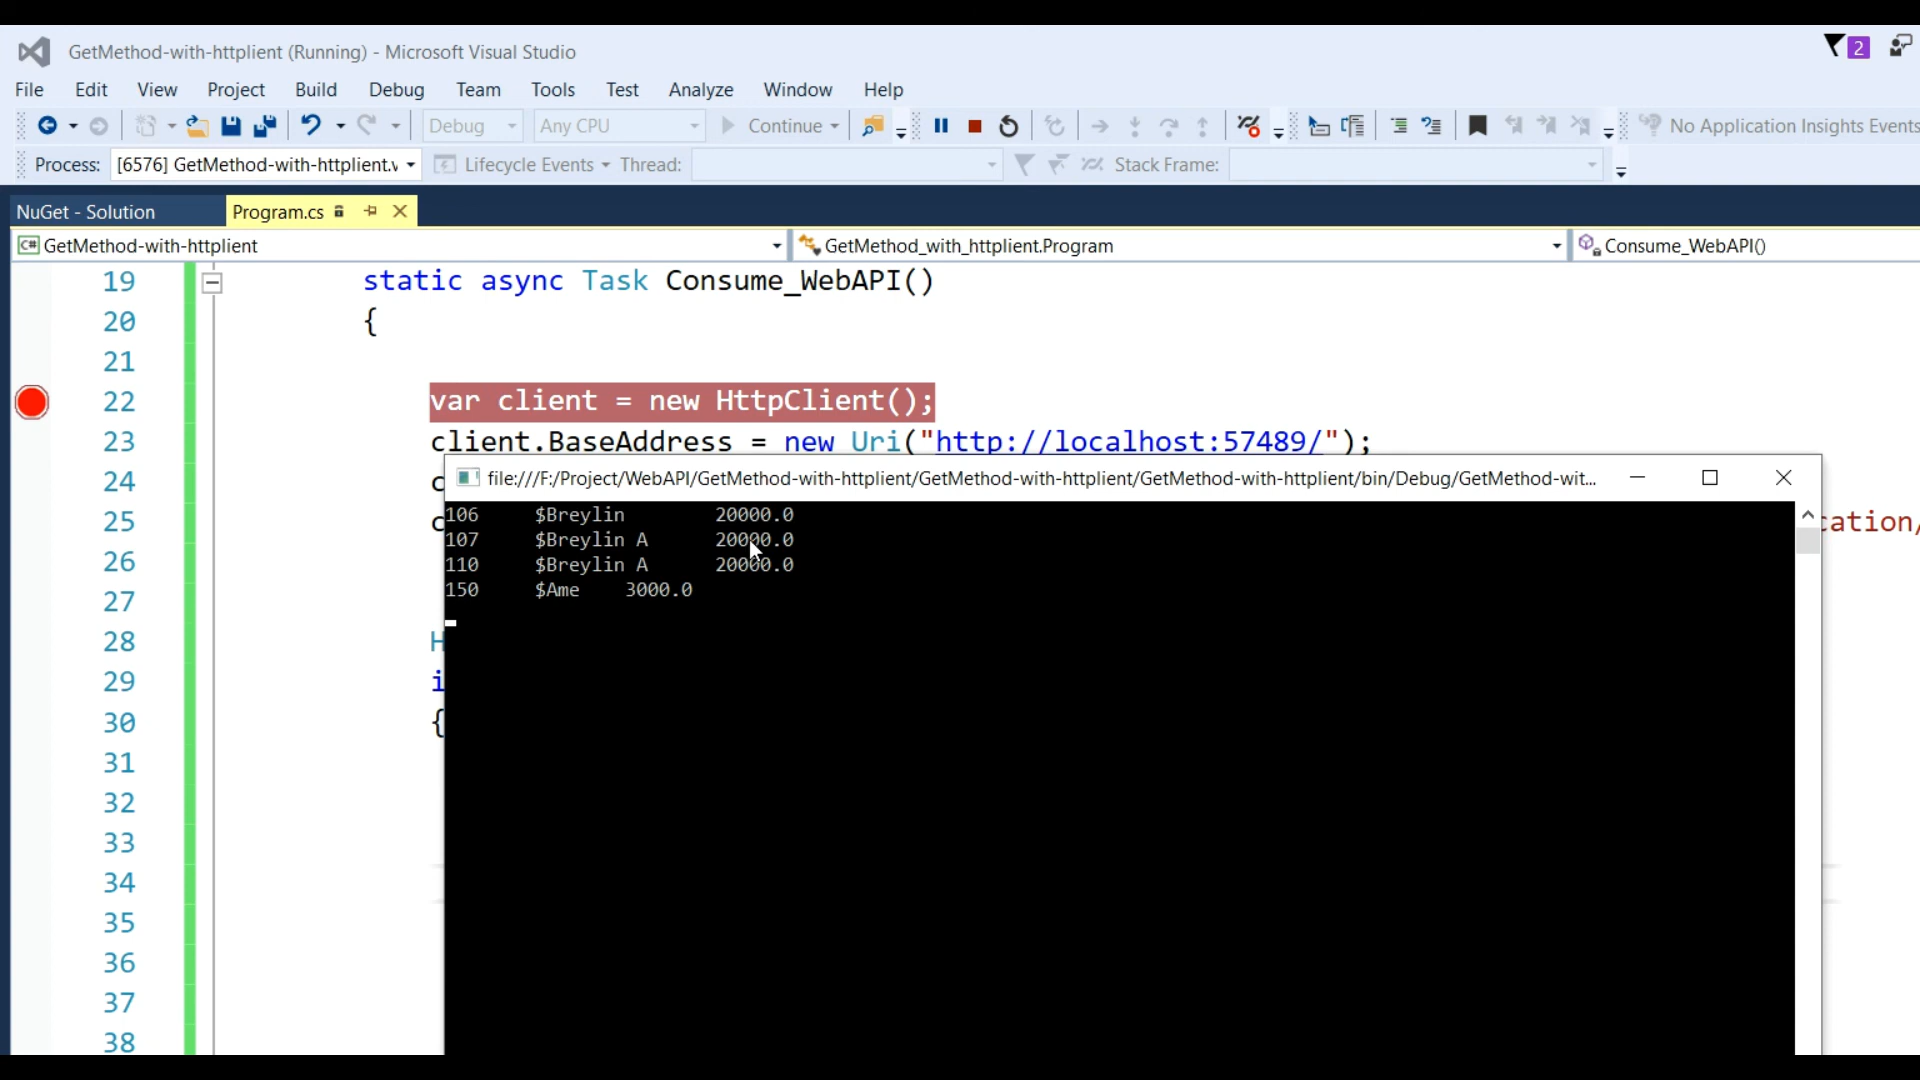 GetMethod-with-httplient (Running) - Microsoft Visual Studio
2
File Edit View Project Build Debug Team Tools Test Analyze Window Help
Debug Any CPU Continue No Application Insights Events
Process: [6576] GetMethod-with-httplient.v Lifecycle Events Thread: Stack Frame:
NuGet - Solution Program.cs
C# GetMethod-with-httplient GetMethod_with_httplient.Program Consume_WebAPI()
19 static async Task Consume_WebAPI()
20 {
21
22 var client = new HttpClient();
23 client.BaseAddress = new Uri("http://localhost:57489/");
24 c
file:///F:/Project/WebAPI/GetMethod-with-httplient/GetMethod-with-httplient/GetMethod-with-httplient/bin/Debug/GetMethod-wit...
106 $Breylin 20000.0
25 c cation/
107 $Breylin A 20000.0
26
110 $Breylin A 20000.0
150 $Ame 3000.0
27
28 H
29 i
30 {
31
32
33
34
35
36
37
38